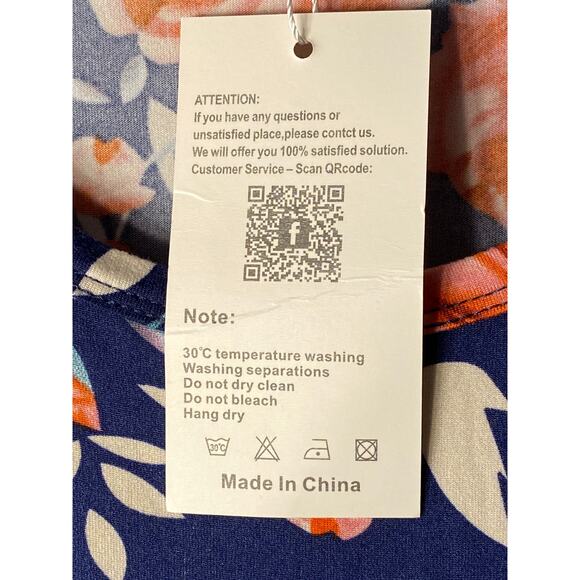 ATTENTION:
If you have any questions or
unsatisfied place,please contct us.
We will offer you 100% satisfied solution.
Customer Service – Scan QRcode:
f
Note:
30℃ temperature washing
Washing separations
Do not dry clean
Do not bleach
Hang dry
30℃
Made In China